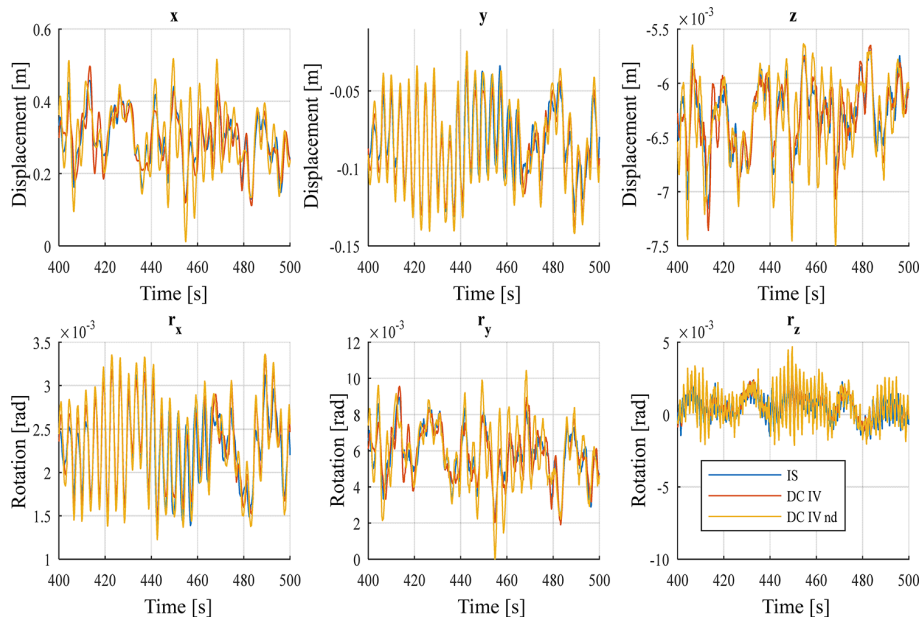 x
Displacement [m]
0.6
0.4
0.2
0
400 420 440 460 480 500
Time [s]
y
Displacement [m]
-0.05
-0.1
-0.15
400 420 440 460 480 500
Time [s]
z
×10⁻³
Displacement [m]
-5.5
-6
-6.5
-7
-7.5
400 420 440 460 480 500
Time [s]
rₓ
×10⁻³
Rotation [rad]
3.5
3
2.5
2
1.5
1
400 420 440 460 480 500
Time [s]
r_y
×10⁻³
Rotation [rad]
12
10
8
6
4
2
0
400 420 440 460 480 500
Time [s]
r_z
×10⁻³
Rotation [rad]
5
0
-5
-10
400 420 440 460 480 500
Time [s]
IS
DC IV
DC IV nd